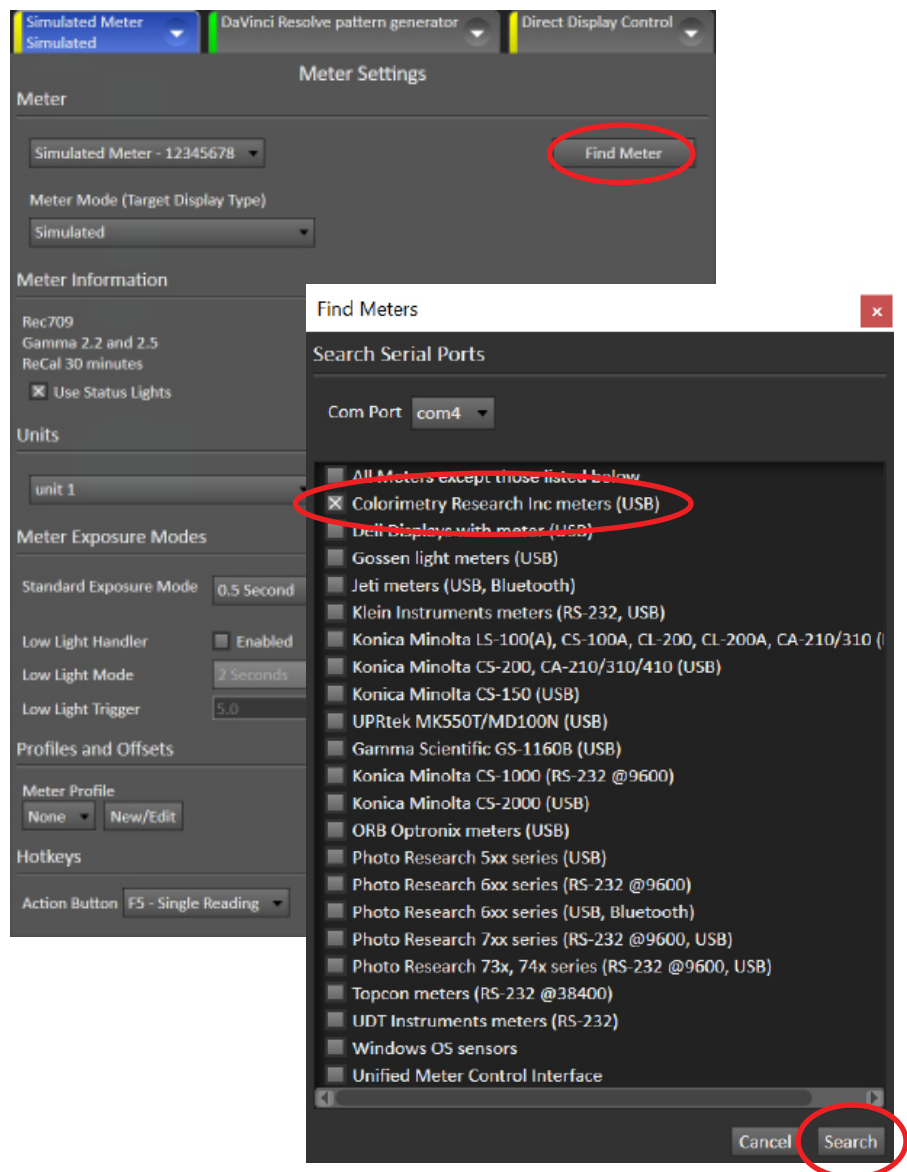 Simulated Meter
Simulated
DaVinci Resolve pattern generator
Direct Display Control
Meter Settings
Meter
Simulated Meter - 12345678
Find Meter
Meter Mode (Target Display Type)
Simulated
Meter Information
Rec709
Gamma 2.2 and 2.5
ReCal 30 minutes
Use Status Lights
Units
unit 1
Meter Exposure Modes
Standard Exposure Mode 0.5 Second
Low Light Handler Enabled
Low Light Mode 2 Seconds
Low Light Trigger 5.0
Profiles and Offsets
Meter Profile
None New/Edit
Hotkeys
Action Button F5 - Single Reading
Find Meters
x
Search Serial Ports
Com Port com4
All Meters except those listed below
Colorimetry Research Inc meters (USB)
Dell Displays with meter (USB)
Gossen light meters (USB)
Jeti meters (USB, Bluetooth)
Klein Instruments meters (RS-232, USB)
Konica Minolta LS-100(A), CS-100A, CL-200, CL-200A, CA-210/310 (
Konica Minolta CS-200, CA-210/310/410 (USB)
Konica Minolta CS-150 (USB)
UPRtek MK550T/MD100N (USB)
Gamma Scientific GS-1160B (USB)
Konica Minolta CS-1000 (RS-232 @9600)
Konica Minolta CS-2000 (USB)
ORB Optronix meters (USB)
Photo Research 5xx series (USB)
Photo Research 6xx series (RS-232 @9600)
Photo Research 6xx series (USB, Bluetooth)
Photo Research 7xx series (RS-232 @9600, USB)
Photo Research 73x, 74x series (RS-232 @9600, USB)
Topcon meters (RS-232 @38400)
UDT Instruments meters (RS-232)
Windows OS sensors
Unified Meter Control Interface
Cancel Search